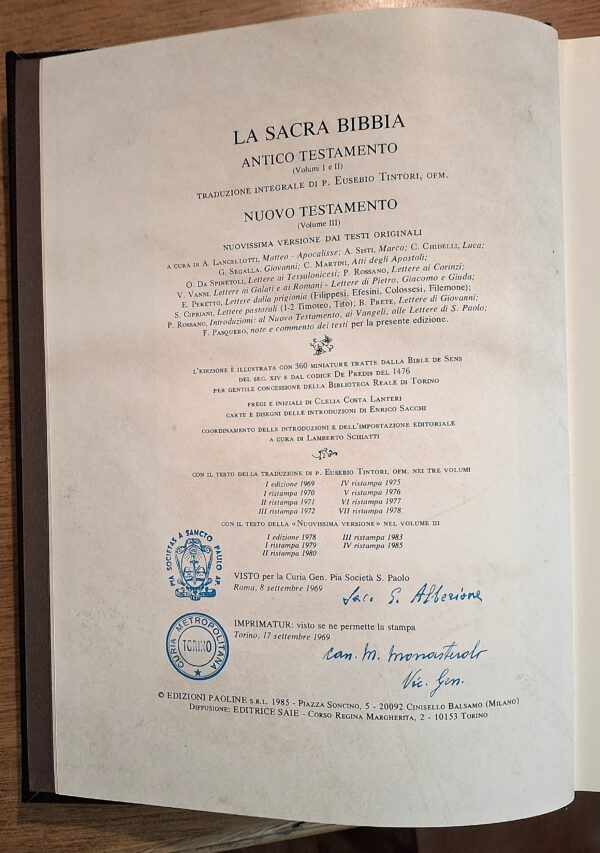 LA SACRA BIBBIA
ANTICO TESTAMENTO
(Volumi I e II)
TRADUZIONE INTEGRALE DI P. EUSEBIO TINTORI, OFM.
NUOVO TESTAMENTO
(Volume III)
NUOVISSIMA VERSIONE DAI TESTI ORIGINALI
A CURA DI A. LANCELLOTTI, Matteo - Apocalisse; A. SISTI, Marco; C. CHIDELLI, Luca;
G. SEGALLA, Giovanni; C. MARTINI, Atti degli Apostoli;
O. DA SPINETOLI, Lettere ai Tessalonicesi; P. ROSSANO, Lettere ai Corinzi;
V. VANNI, Lettere ai Galati e ai Romani - Lettere di Pietro, Giacomo e Giuda;
E. PERETTO, Lettere dalla prigionia (Filippesi, Efesini, Colossesi, Filemone);
S. CIPRIANI, Lettere pastorali (1-2 Timoteo, Tito); B. PRETE, Lettere di Giovanni;
P. ROSSANO, Introduzioni: al Nuovo Testamento, ai Vangeli, alle Lettere di S. Paolo;
F. PASQUERO, note e commento dei testi per la presente edizione.
L'EDIZIONE È ILLUSTRATA CON 360 MINIATURE TRATTE DALLA BIBLE DE SENS
DEL SEC. XIV E DAL CODICE DE PREDIS DEL 1476
PER GENTILE CONCESSIONE DELLA BIBLIOTECA REALE DI TORINO
FREGI E INIZIALI DI CLELIA COSTA LANTERI
CARTE E DISEGNI DELLE INTRODUZIONI DI ENRICO SACCHI
COORDINAMENTO DELLE INTRODUZIONI E DELL'IMPOSTAZIONE EDITORIALE
A CURA DI LAMBERTO SCHIATTI
CON IL TESTO DELLA TRADUZIONE DI P. EUSEBIO TINTORI, OFM. NEI TRE VOLUMI
I edizione 1969 IV ristampa 1975
I ristampa 1970 V ristampa 1976
II ristampa 1971 VI ristampa 1977
III ristampa 1972 VII ristampa 1978
CON IL TESTO DELLA «NUOVISSIMA VERSIONE» NEL VOLUME III
I edizione 1978 III ristampa 1983
I ristampa 1979 IV ristampa 1985
II ristampa 1980
PIA SOCIETAS A SANCTO PAULO AP.
VISTO per la Curia Gen. Pia Società S. Paolo
Roma, 8 settembre 1969
Sac. G. Alberione
CURIA METROPOLITANA
TORINO
IMPRIMATUR: visto se ne permette la stampa
Torino, 17 settembre 1969
can. M. Monasterolo
Vic. Gen.
© EDIZIONI PAOLINE S.R.L. 1985 - PIAZZA SONCINO, 5 - 20092 CINISELLO BALSAMO (MILANO)
DIFFUSIONE: EDITRICE SAIE - CORSO REGINA MARGHERITA, 2 - 10153 TORINO